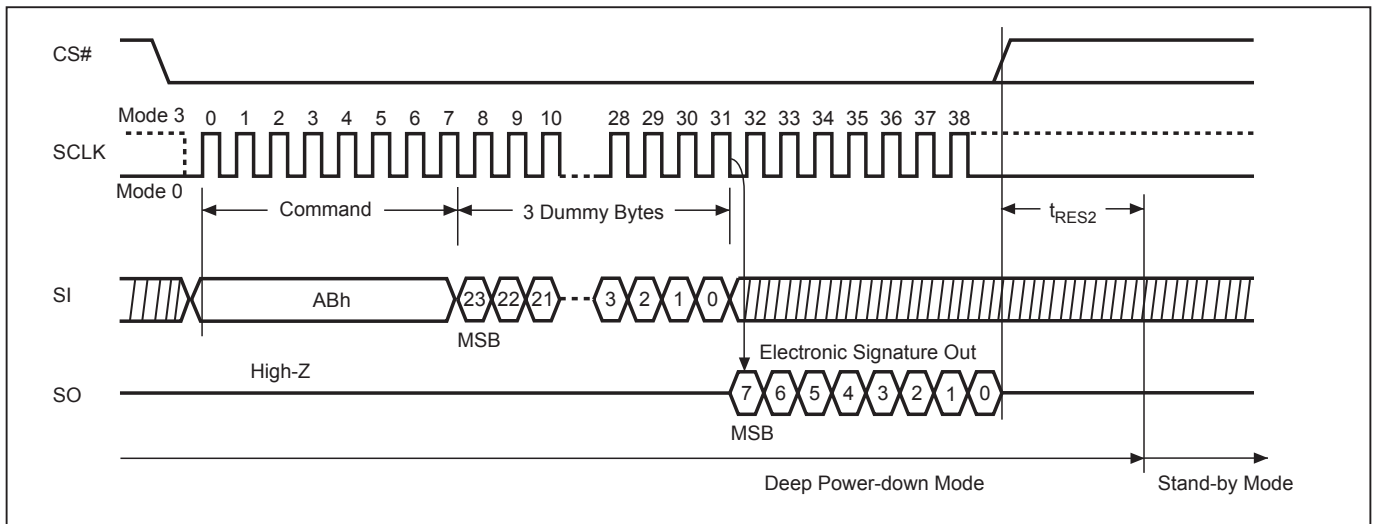 CS#
Mode 3 0 1 2 3 4 5 6 7 8 9 10 28 29 30 31 32 33 34 35 36 37 38
SCLK
Mode 0
Command 3 Dummy Bytes tRES2
SI ABh 23 22 21 3 2 1 0
MSB
High-Z Electronic Signature Out
SO 7 6 5 4 3 2 1 0
MSB
Deep Power-down Mode Stand-by Mode